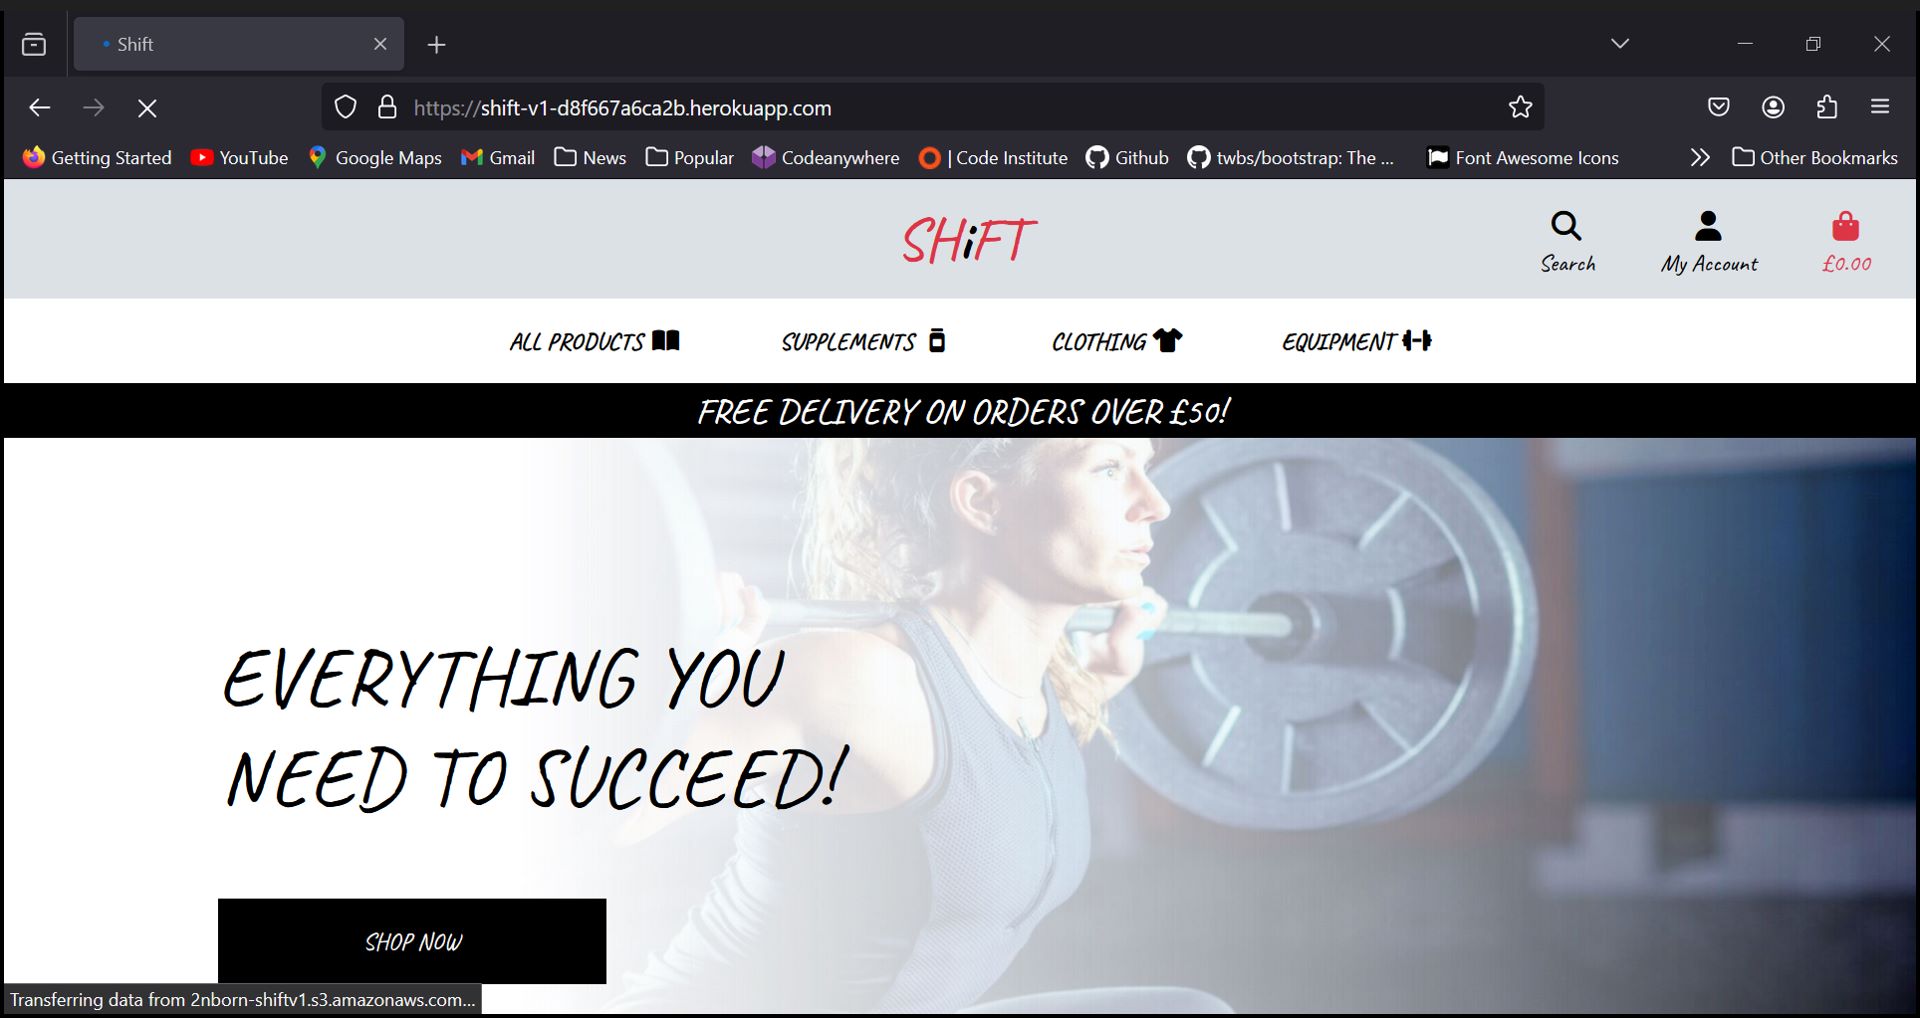 Shift
https://shift-v1-d8f667a6ca2b.herokuapp.com
Getting Started YouTube Google Maps Gmail News Popular Codeanywhere | Code Institute Github twbs/bootstrap: The ... Font Awesome Icons Other Bookmarks
SHiFT
Search My Account £0.00
ALL PRODUCTS SUPPLEMENTS CLOTHING EQUIPMENT
FREE DELIVERY ON ORDERS OVER £50!
EVERYTHING YOU
NEED TO SUCCEED!
SHOP NOW
Transferring data from 2nborn-shiftv1.s3.amazonaws.com...